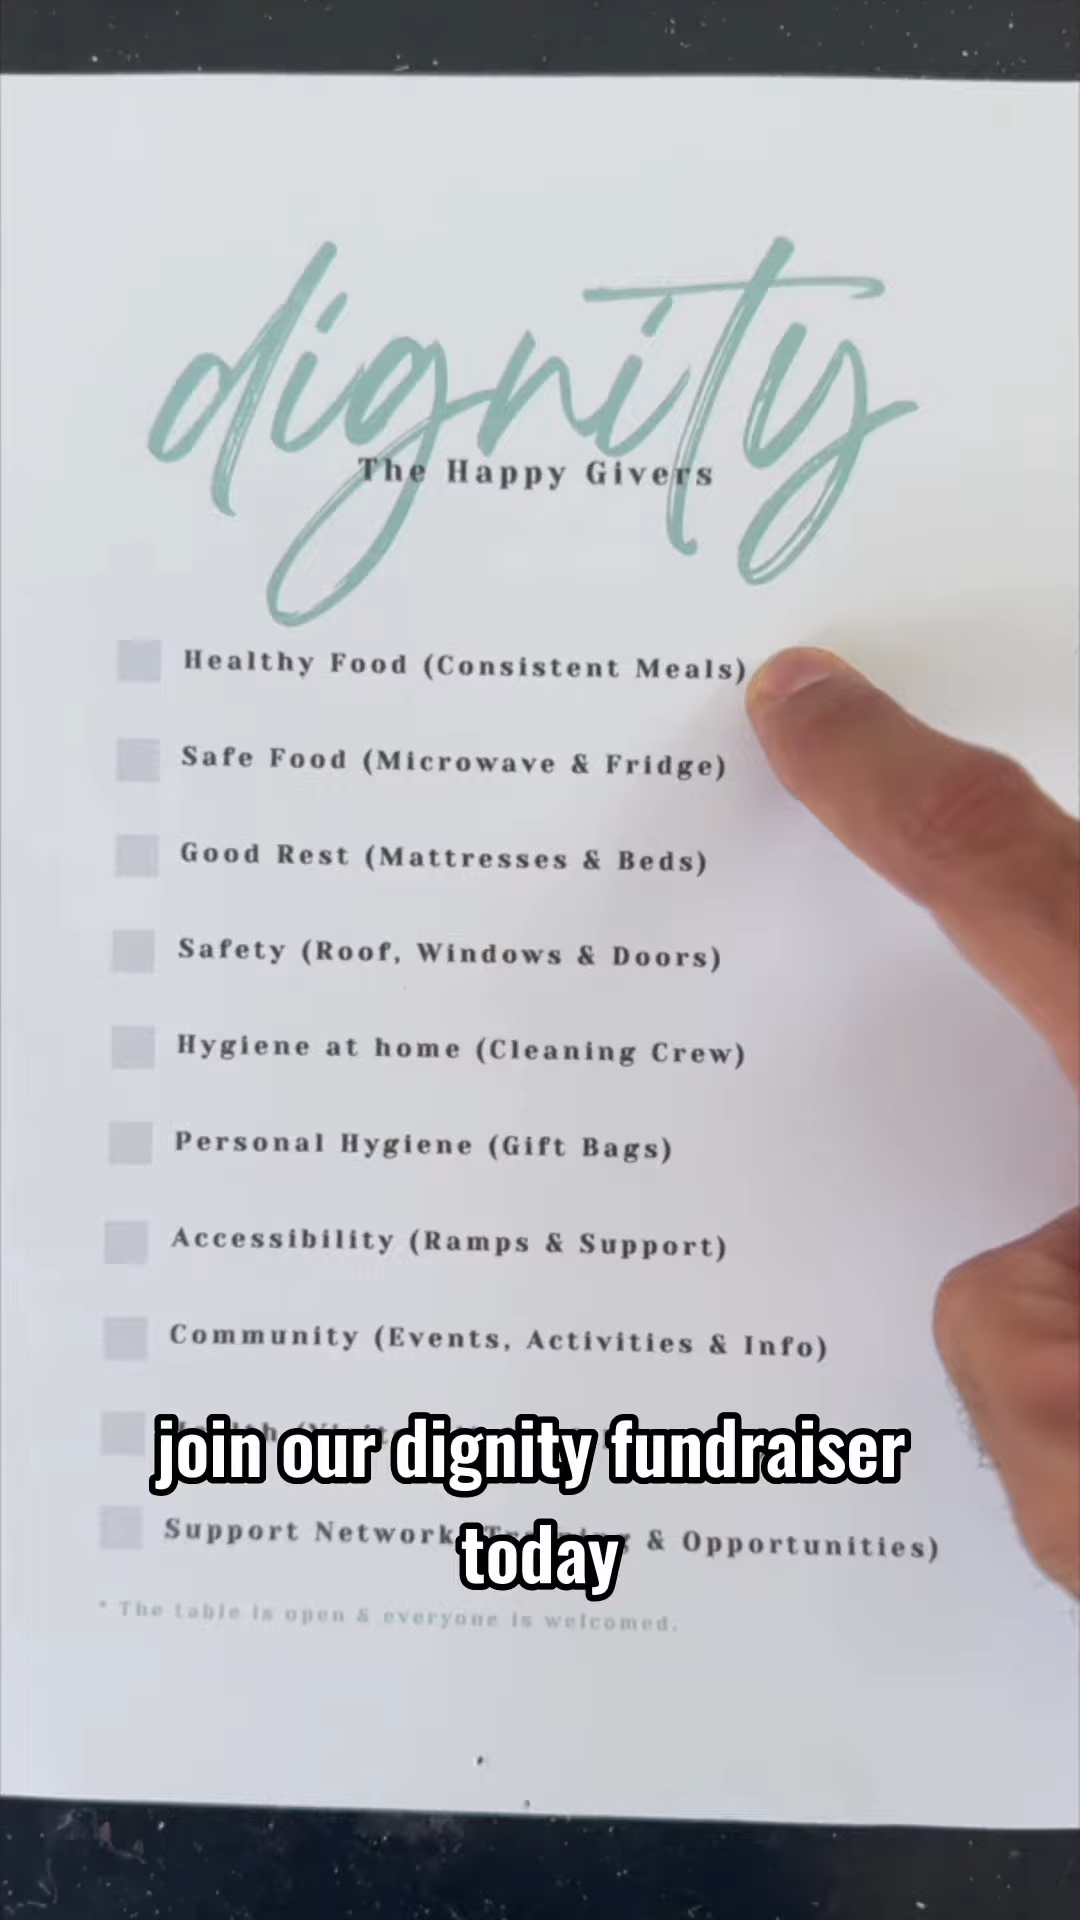 dignity
The Happy Givers
Healthy Food (Consistent Meals)
Safe Food (Microwave & Fridge)
Good Rest (Mattresses & Beds)
Safety (Roof, Windows & Doors)
Hygiene at home (Cleaning Crew)
Personal Hygiene (Gift Bags)
Accessibility (Ramps & Support)
Community (Events, Activities & Info)
join our dignity fundraiser
Support Network & Opportunities)
today
* The table is open & everyone is welcomed.